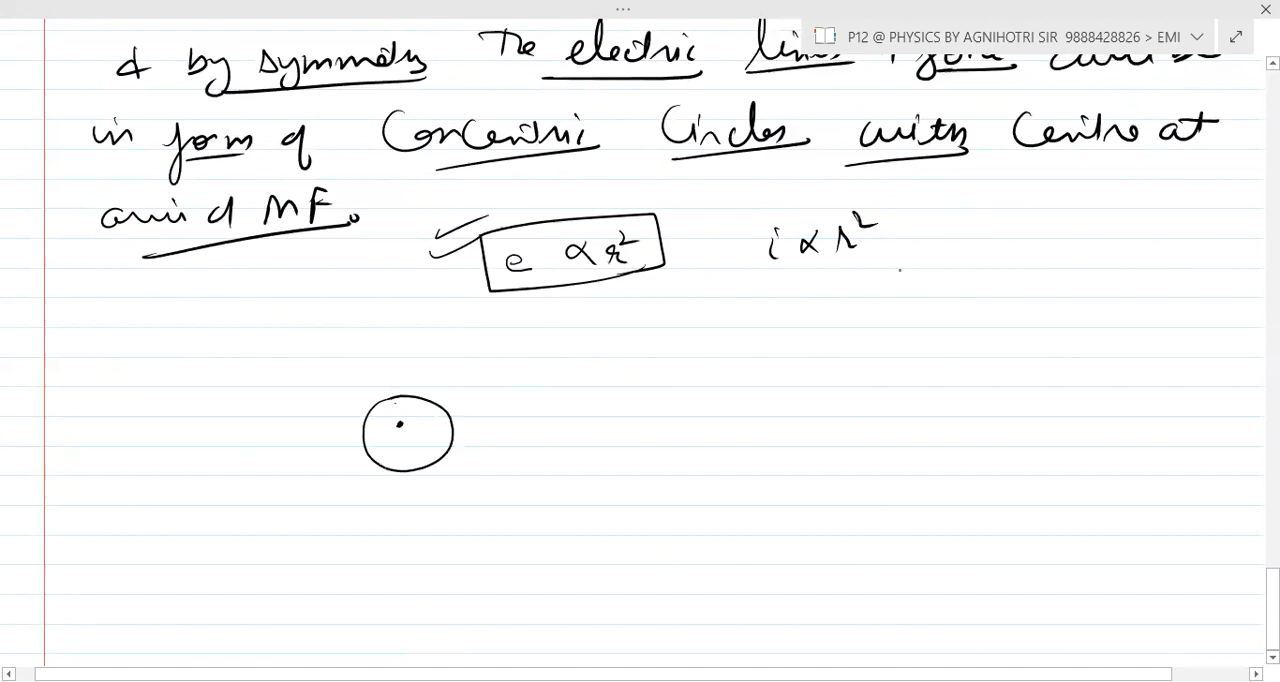 P12 @ PHYSICS BY AGNIHOTRI SIR 9888428826 > EMI
& by symmetry The electric lines
in form of Concentric Circles with Centre at
axis of MF.
e ∝ r² i ∝ r²